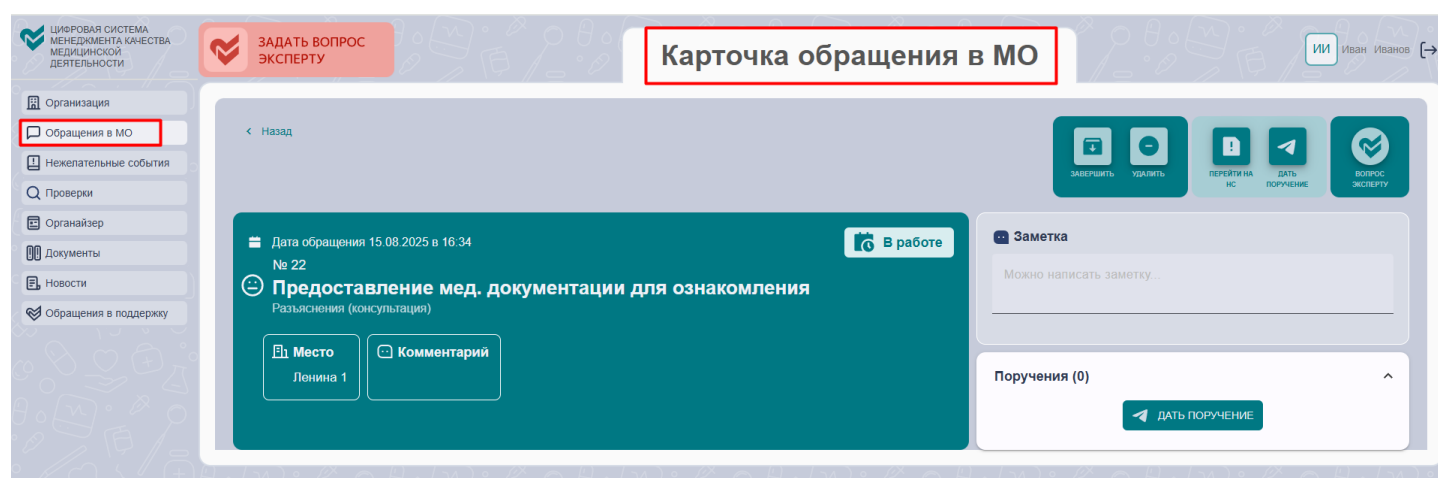 ЦИФРОВАЯ СИСТЕМА
МЕНЕДЖМЕНТА КАЧЕСТВА
МЕДИЦИНСКОЙ
ДЕЯТЕЛЬНОСТИ
ЗАДАТЬ ВОПРОС
ЭКСПЕРТУ
Карточка обращения в МО
ИИ Иван Иванов
Организация
Обращения в МО
Нежелательные события
Проверки
Органайзер
Документы
Новости
Обращения в поддержку
Назад
ЗАВЕРШИТЬ
УДАЛИТЬ
ПЕРЕЙТИ НА
НС
ДАТЬ
ПОРУЧЕНИЕ
ВОПРОС
ЭКСПЕРТУ
Дата обращения 15.08.2025 в 16:34
В работе
№ 22
Предоставление мед. документации для ознакомления
Разъяснения (консультация)
Место
Ленина 1
Комментарий
Заметка
Можно написать заметку...
Поручения (0)
ДАТЬ ПОРУЧЕНИЕ